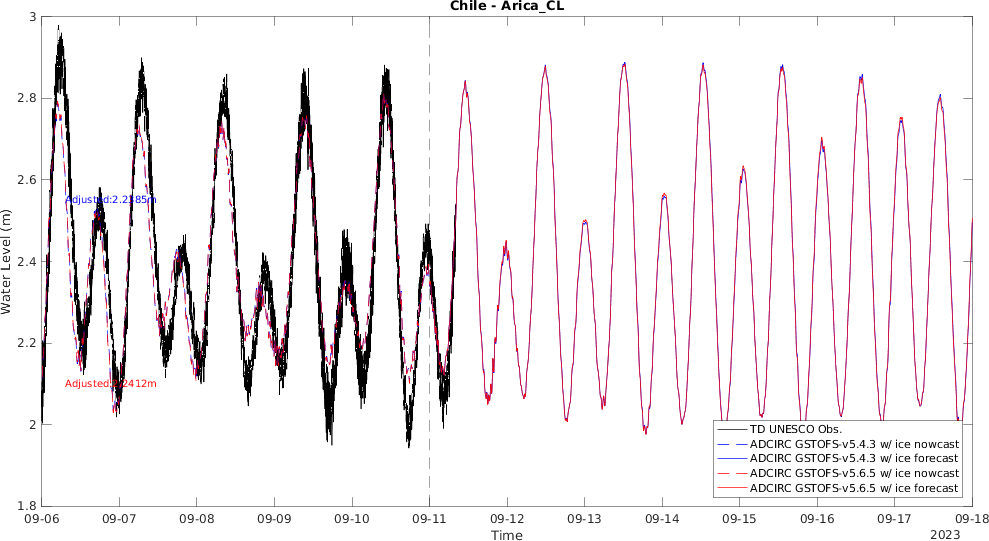 Chile - Arica_CL
3
2.8
2.6
2.4
2.2
2
1.8
Water Level (m)
Adjusted:2.2385m
Adjusted:2.2412m
TD UNESCO Obs.
ADCIRC GSTOFS-v5.4.3 w/ ice nowcast
ADCIRC GSTOFS-v5.4.3 w/ ice forecast
ADCIRC GSTOFS-v5.6.5 w/ ice nowcast
ADCIRC GSTOFS-v5.6.5 w/ ice forecast
09-06 09-07 09-08 09-09 09-10 09-11 09-12 09-13 09-14 09-15 09-16 09-17 09-18
Time
2023